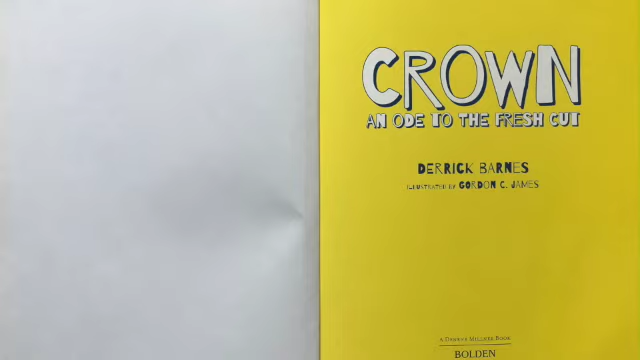 CROWN
AN ODE TO THE FRESH CUT
DERRICK BARNES
ILLUSTRATED BY GORDON C. JAMES
A DENENE MILLNER BOOK
BOLDEN